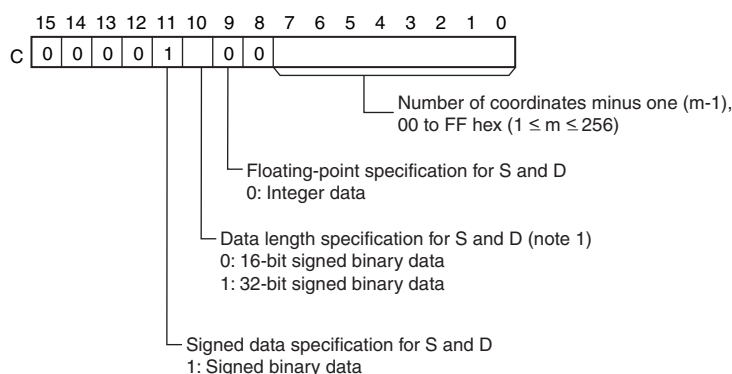 15 14 13 12 11 10 9 8 7 6 5 4 3 2 1 0
C 0 0 0 0 1 0 0
Number of coordinates minus one (m-1),
00 to FF hex (1 ≤ m ≤ 256)
Floating-point specification for S and D
0: Integer data
Data length specification for S and D (note 1)
0: 16-bit signed binary data
1: 32-bit signed binary data
Signed data specification for S and D
1: Signed binary data